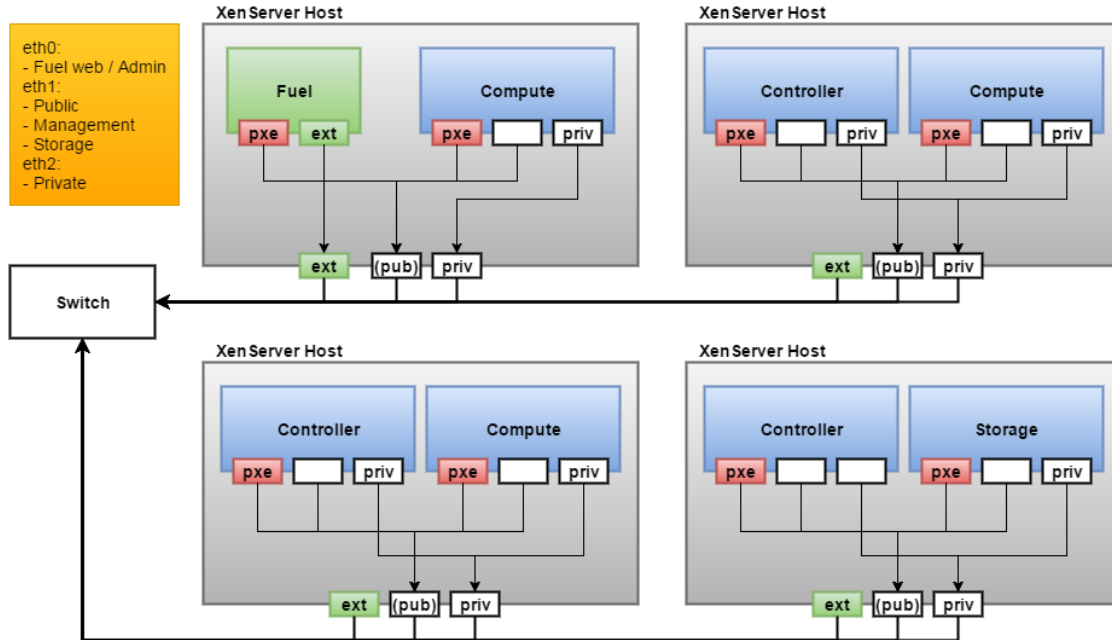 eth0:
- Fuel web / Admin
eth1:
- Public
- Management
- Storage
eth2:
- Private
XenServer Host
Fuel
pxe
ext
Compute
pxe
priv
ext
(pub)
priv
XenServer Host
Controller
pxe
priv
Compute
pxe
priv
ext
(pub)
priv
Switch
XenServer Host
Controller
pxe
priv
Compute
pxe
priv
ext
(pub)
priv
XenServer Host
Controller
pxe
Storage
pxe
priv
ext
(pub)
priv